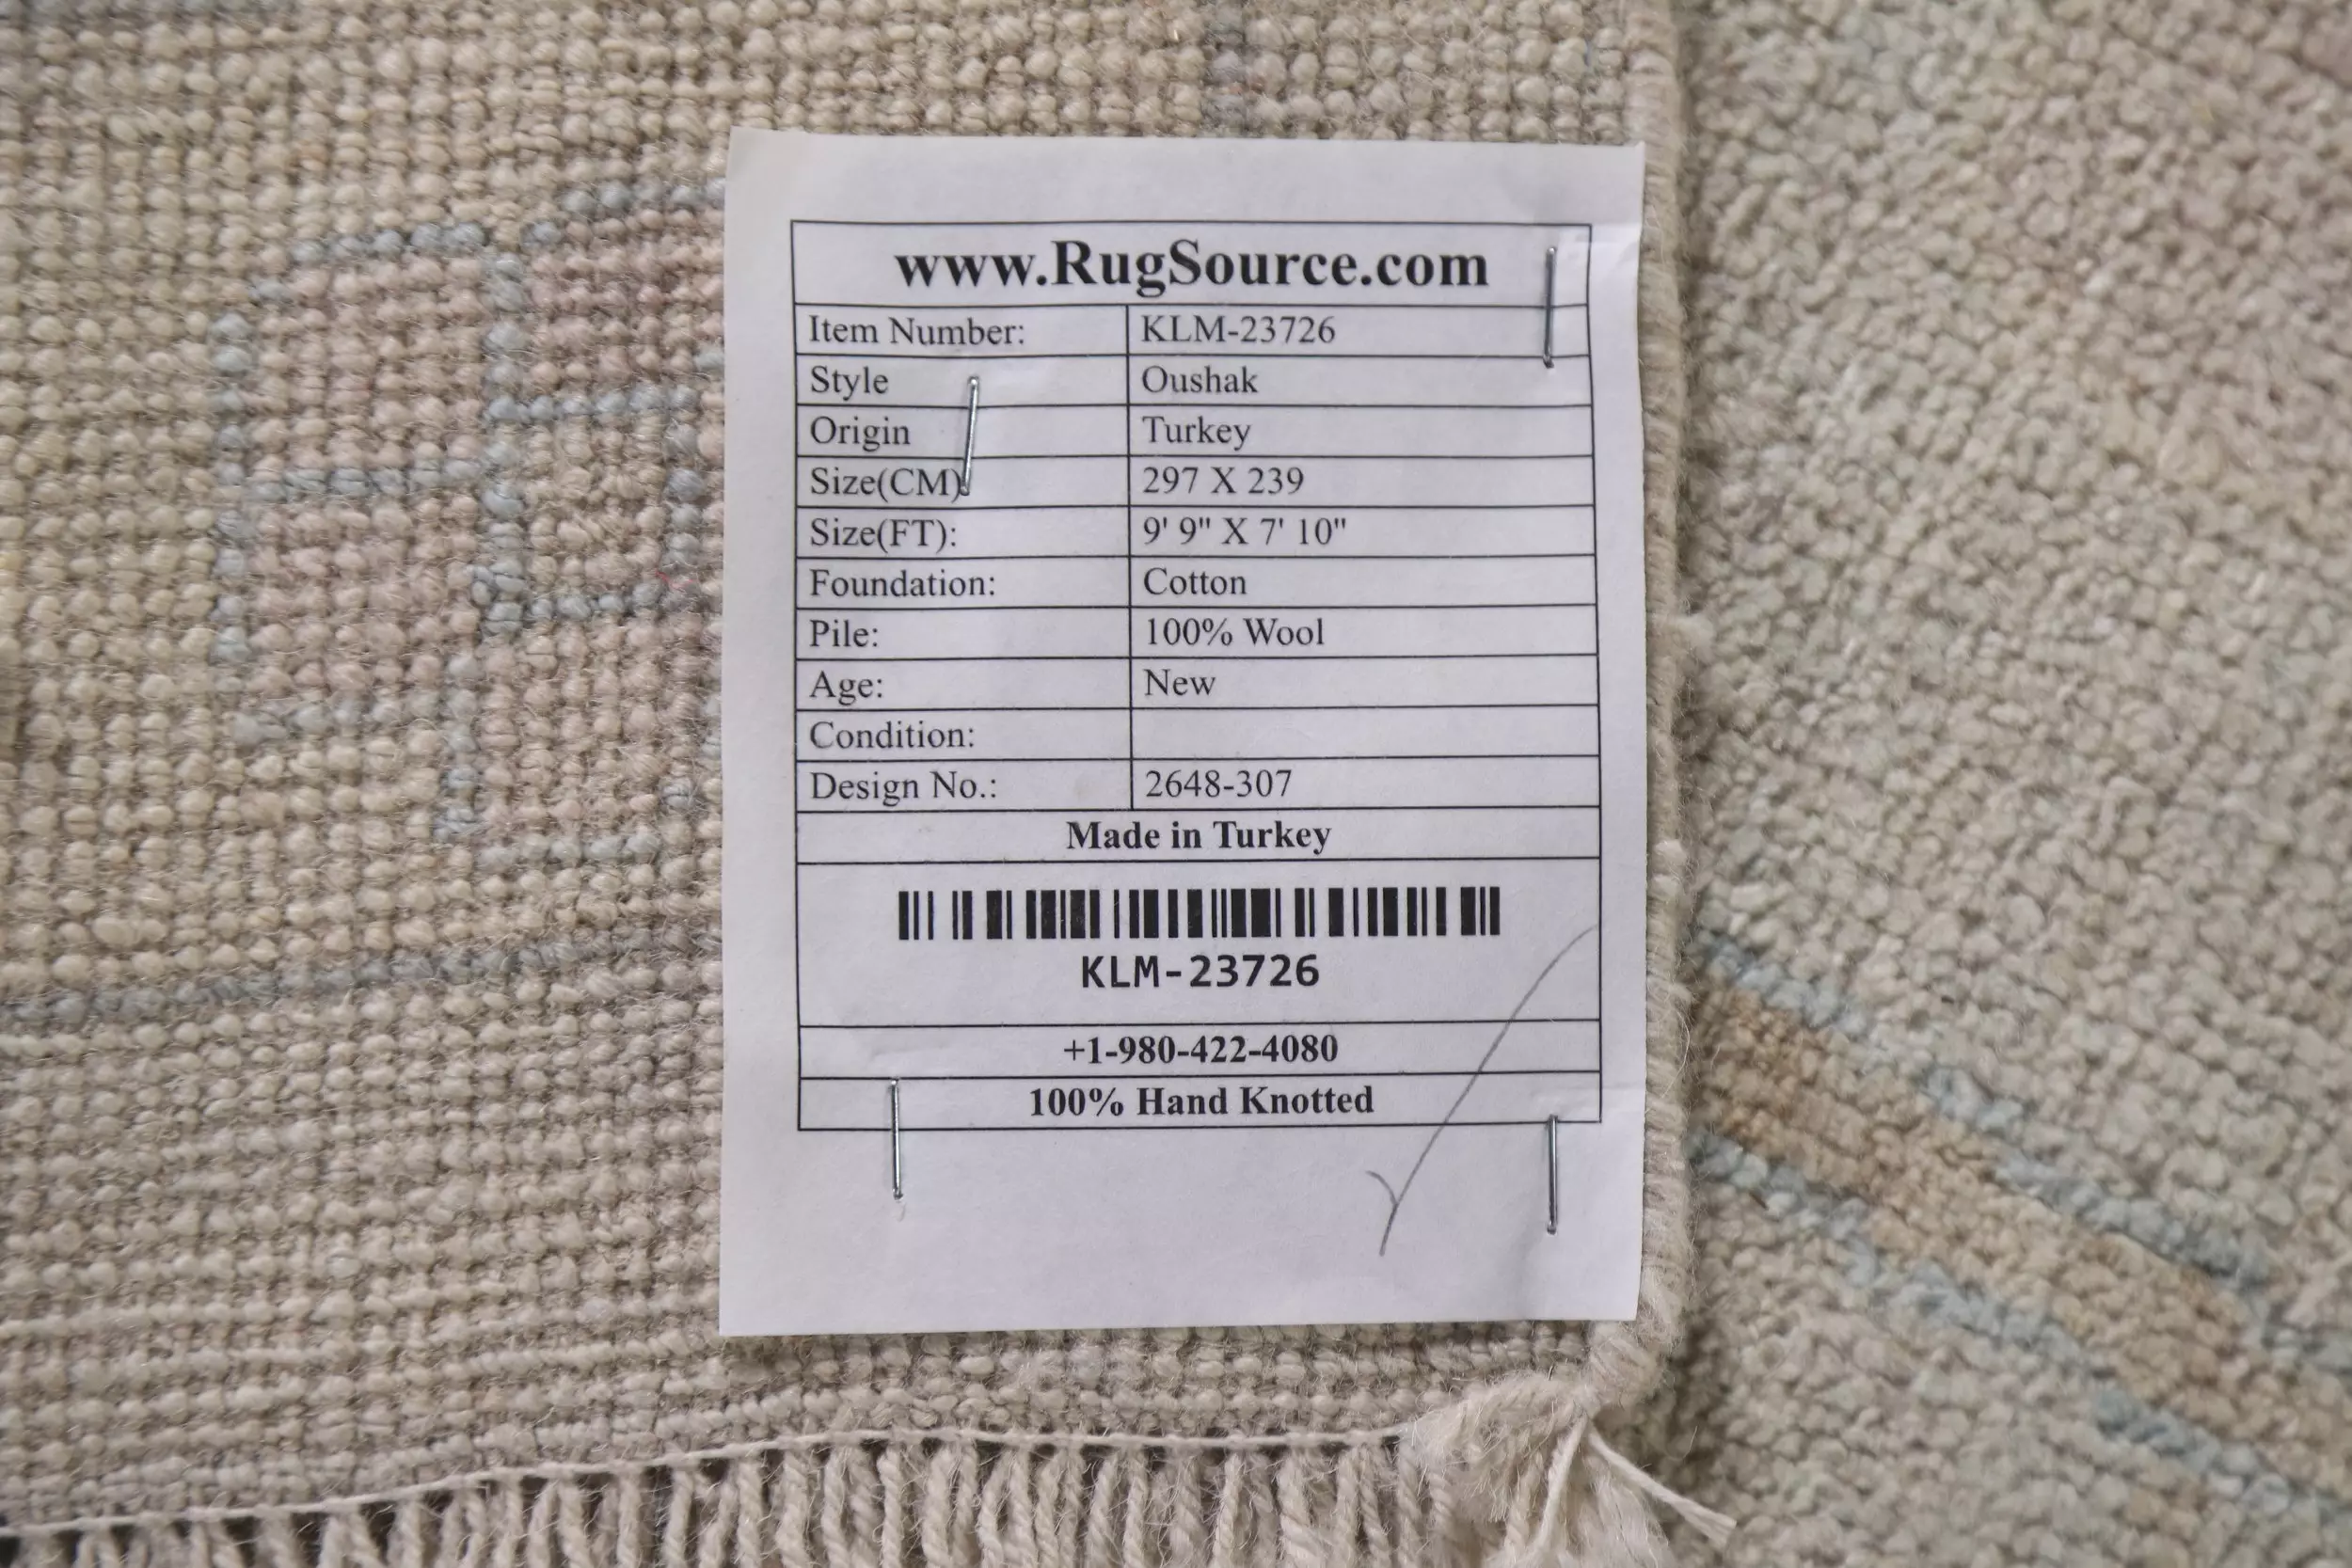 www.RugSource.com
Item Number: KLM-23726
Style Oushak
Origin Turkey
Size(CM) 297 X 239
Size(FT): 9' 9" X 7' 10"
Foundation: Cotton
Pile: 100% Wool
Age: New
Condition:
Design No.: 2648-307
Made in Turkey
KLM-23726
+1-980-422-4080
100% Hand Knotted